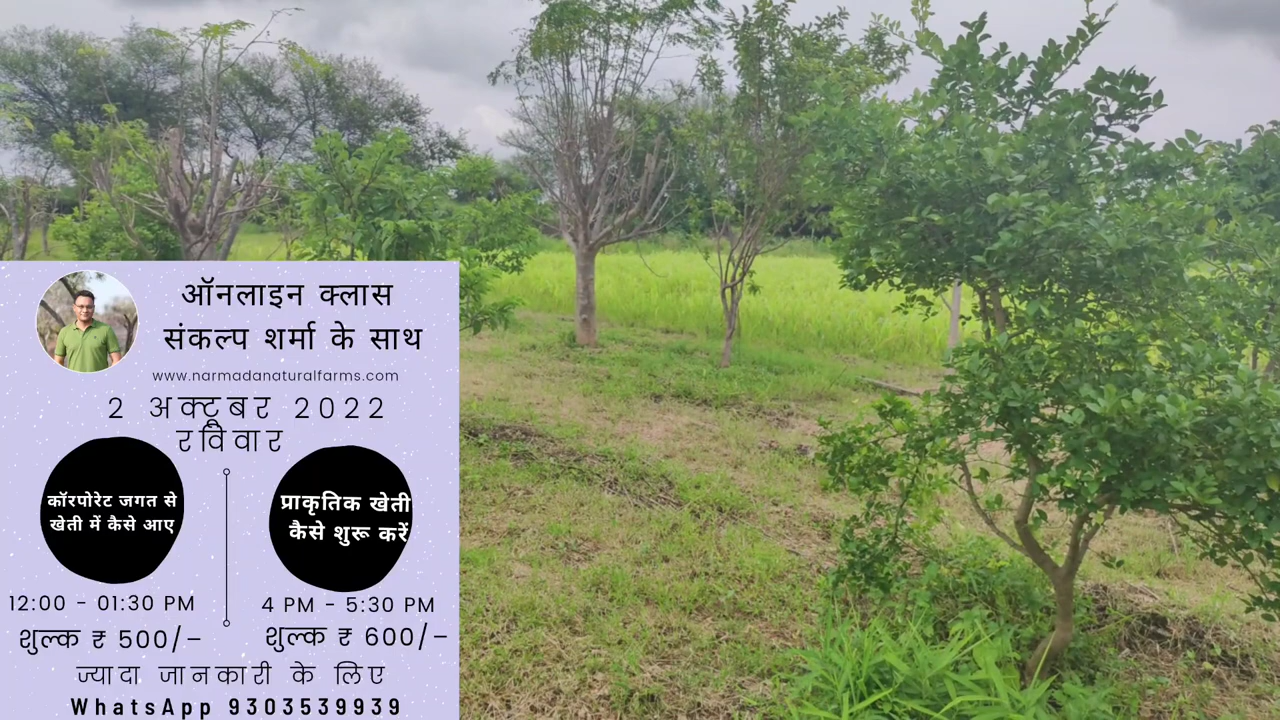 ऑनलाइन क्लास
संकल्प शर्मा के साथ
www.narmadanaturalfarms.com
2 अक्टूबर 2022
रविवार
कॉरपोरेट जगत से
खेती में कैसे आए
12:00 - 01:30 PM
शुल्क ₹ 500/–
प्राकृतिक खेती
कैसे शुरू करें
4 PM - 5:30 PM
शुल्क ₹ 600/–
ज्यादा जानकारी के लिए
WhatsApp 9303539939